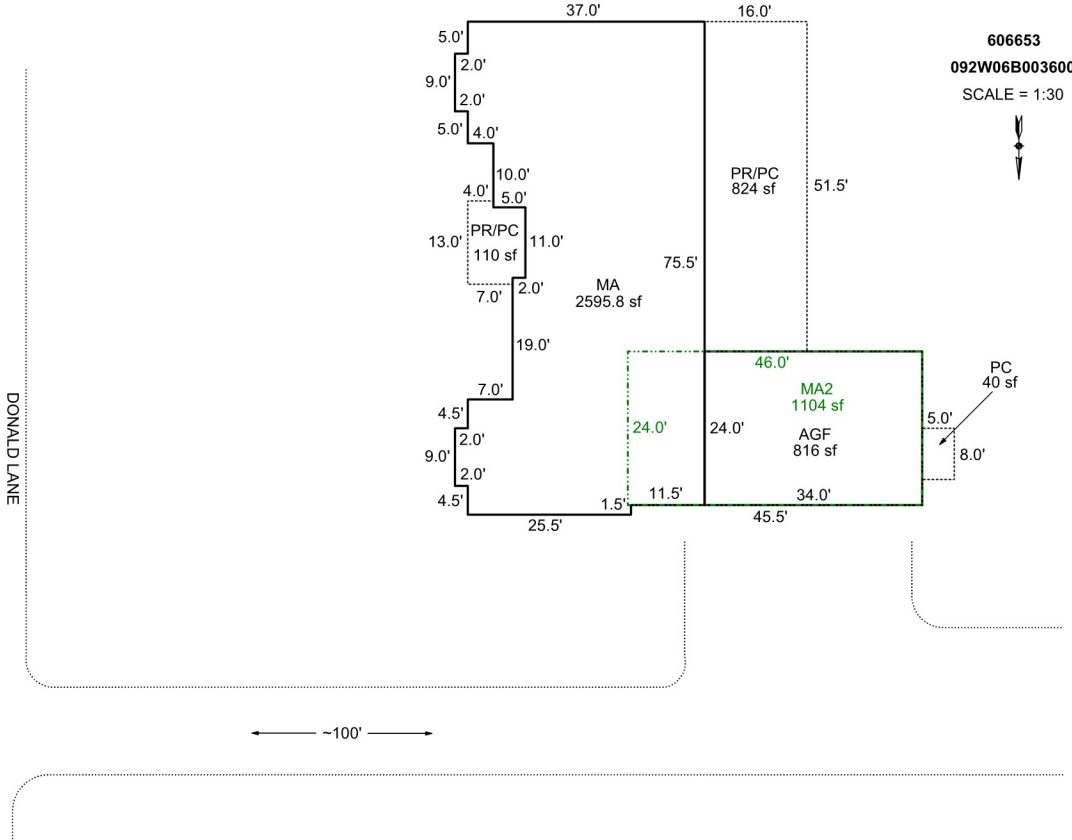 37.0'
16.0'
606653
092W06B003600
SCALE = 1:30
5.0'
2.0'
9.0'
2.0'
5.0'
4.0'
10.0'
4.0'
5.0'
PR/PC
824 sf
51.5'
PR/PC
110 sf
13.0'
11.0'
75.5'
7.0'
2.0'
MA
2595.8 sf
19.0'
46.0'
PC
40 sf
MA2
1104 sf
7.0'
4.5'
2.0'
9.0'
2.0'
4.5'
24.0'
24.0'
AGF
816 sf
5.0'
8.0'
1.5'
11.5'
34.0'
25.5'
45.5'
DONALD LANE
~100'